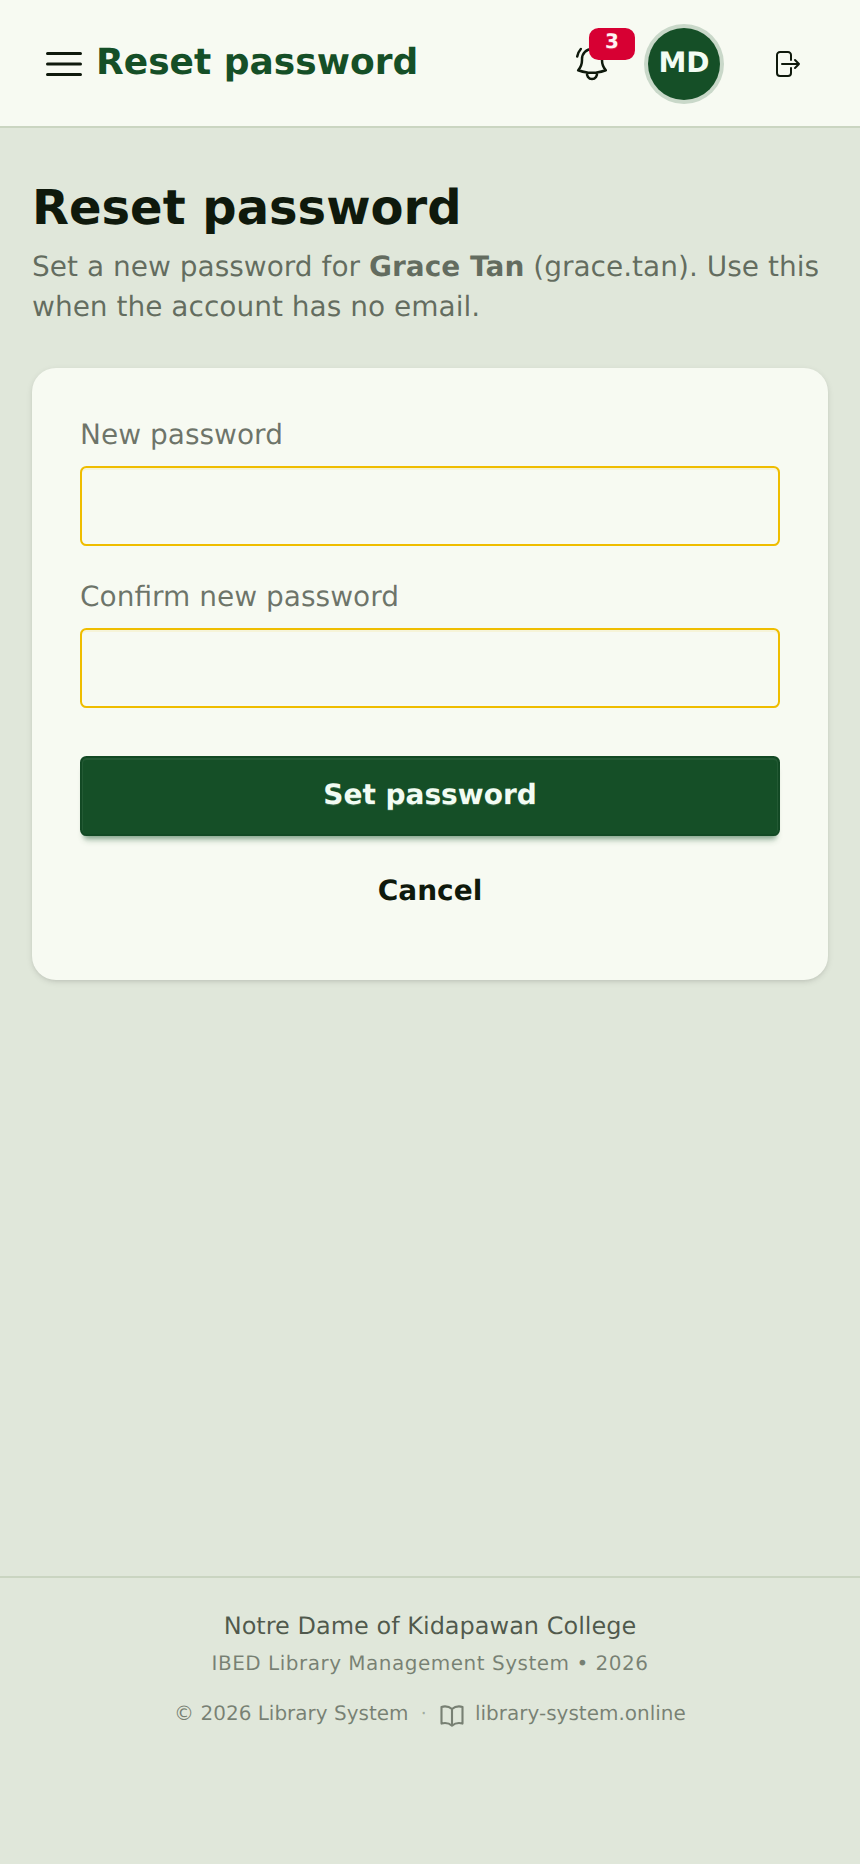 Reset password
3
MD
Reset password
Set a new password for Grace Tan (grace.tan). Use this
when the account has no email.
New password
Confirm new password
Set password
Cancel
Notre Dame of Kidapawan College
IBED Library Management System • 2026
© 2026 Library System · library-system.online